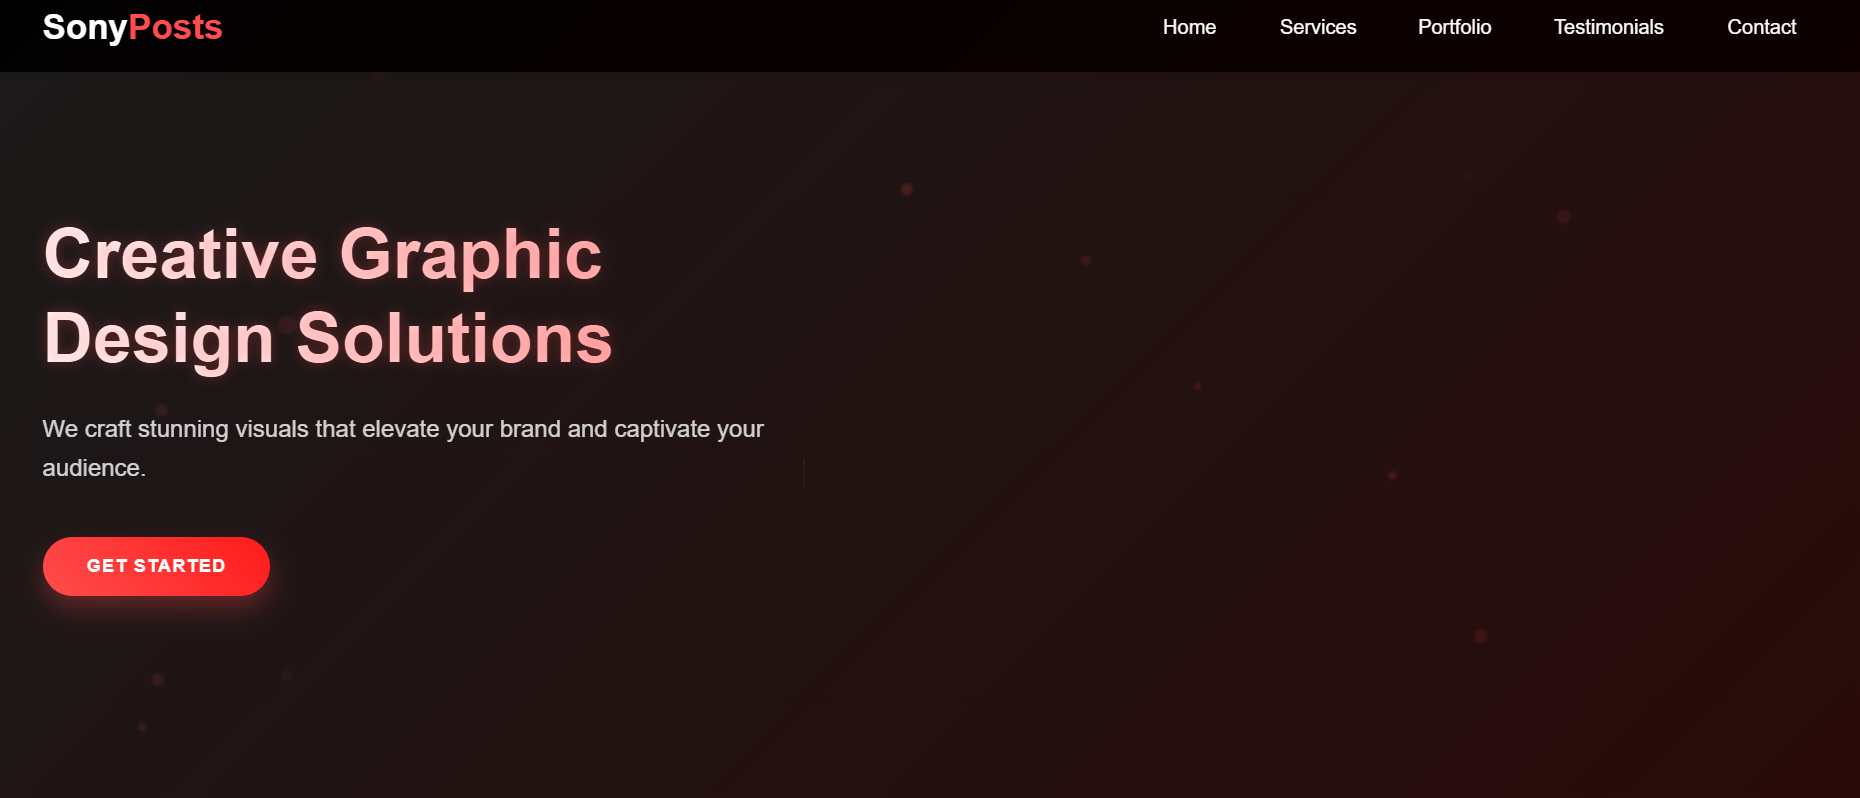 SonyPosts
Home Services Portfolio Testimonials Contact
Creative Graphic
Design Solutions
We craft stunning visuals that elevate your brand and captivate your
audience.
GET STARTED